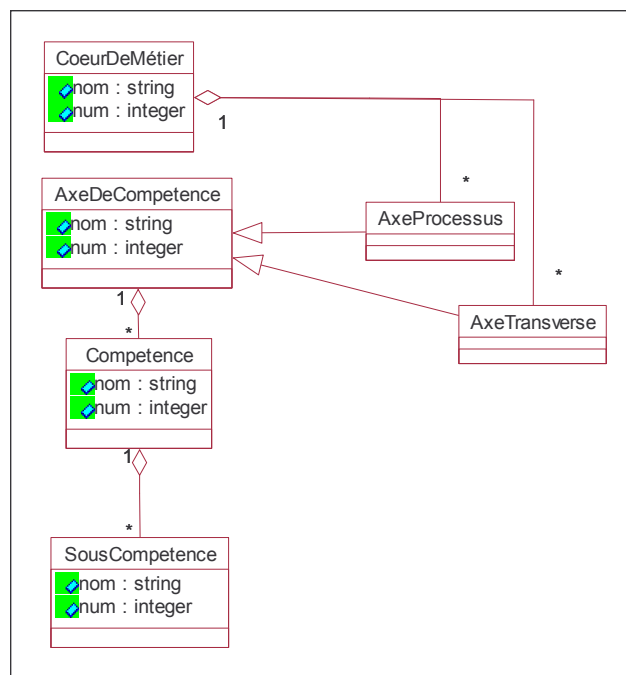 CoeurDeMétier
nom : string
num : integer
1
*
AxeDeCompetence
nom : string
num : integer
AxeProcessus
*
AxeTransverse
1
*
Competence
nom : string
num : integer
1
*
SousCompetence
nom : string
num : integer